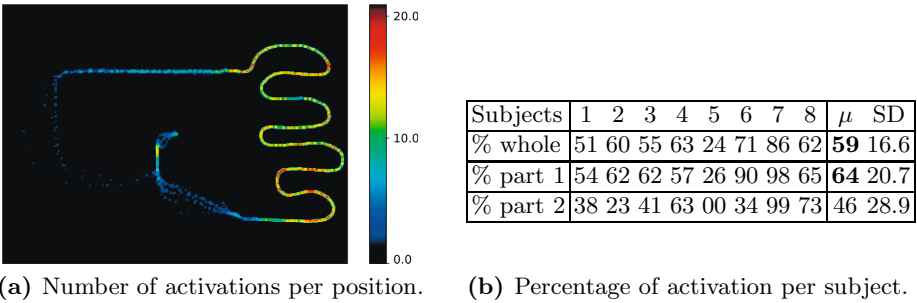 20.0
10.0
0.0
(a) Number of activations per position.
Subjects 1 2 3 4 5 6 7 8 μ SD
% whole 51 60 55 63 24 71 86 62 59 16.6
% part 1 54 62 62 57 26 90 98 65 64 20.7
% part 2 38 23 41 63 00 34 99 73 46 28.9
(b) Percentage of activation per subject.